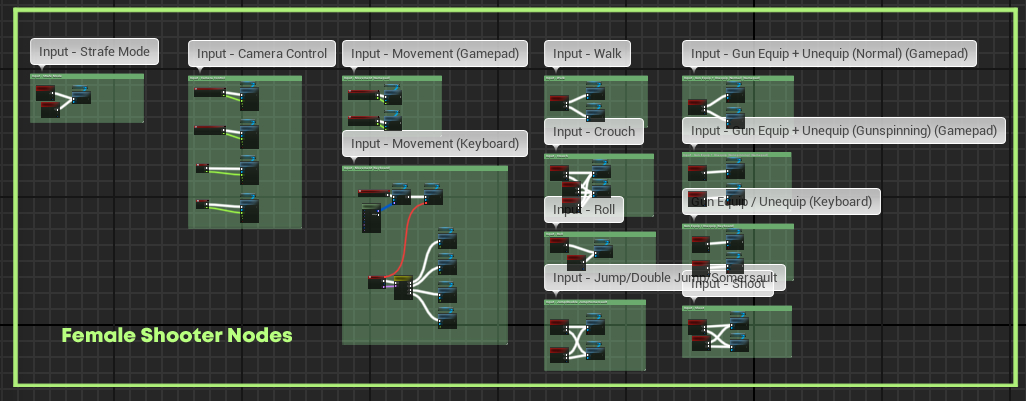 Input - Strafe Mode
Input - Camera Control
Input - Movement (Gamepad)
Input - Movement (Keyboard)
Input - Walk
Input - Crouch
Input - Roll
Input - Jump/Double Jump/Somersault
Input - Gun Equip + Unequip (Normal) (Gamepad)
Input - Gun Equip + Unequip (Gunspinning) (Gamepad)
Gun Equip / Unequip (Keyboard)
Input - Shoot
Female Shooter Nodes